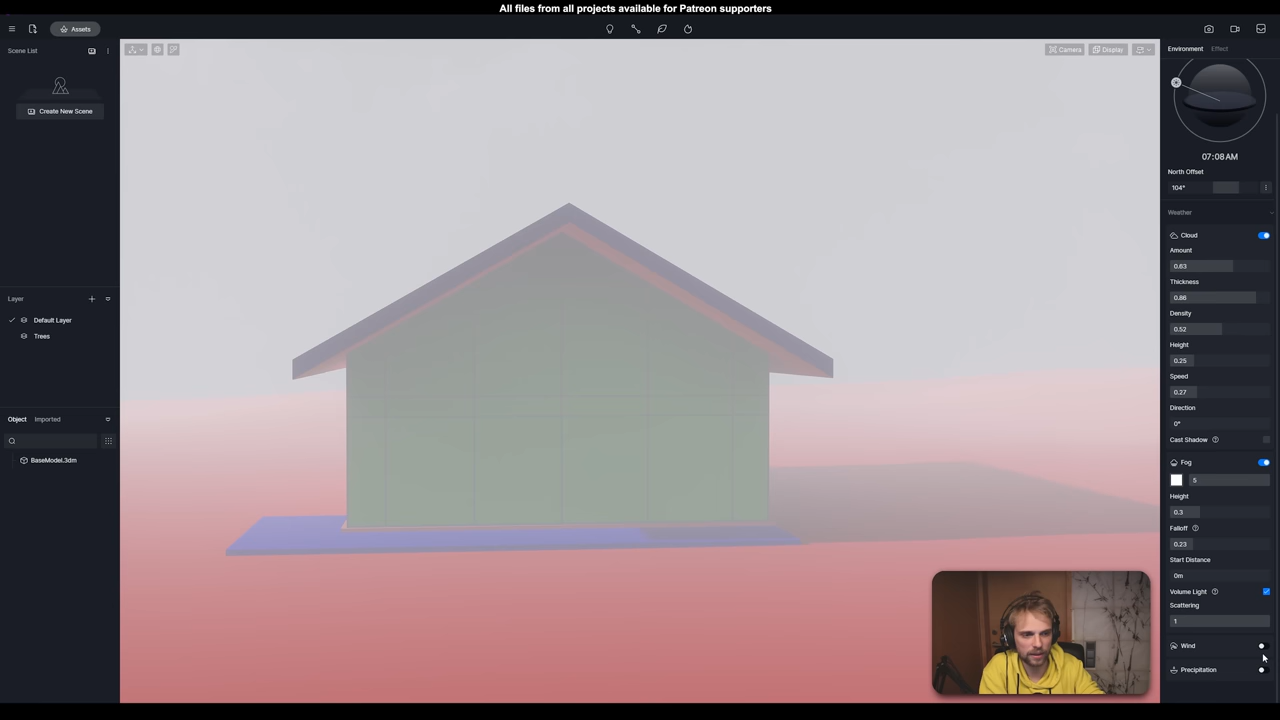 All files from all projects available for Patreon supporters
Assets
Scene List
Create New Scene
Layer
Default Layer
Trees
Object Imported
BaseModel.3dm
Camera Display
Environment Effect
07:08 AM
North Offset
104°
Weather
Cloud
Amount
0.63
Thickness
0.86
Density
0.52
Height
0.25
Speed
0.27
Direction
0°
Cast Shadow
Fog
5
Height
0.3
Falloff
0.23
Start Distance
0m
Volume Light
Scattering
1
Wind
Precipitation